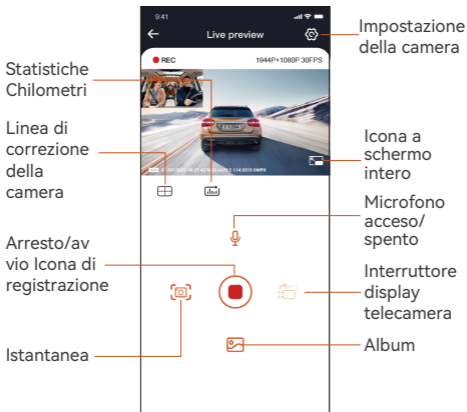 9:41
Live preview
REC
1944P+1080P 30FPS
Statistiche
Chilometri
Linea di
correzione
della
camera
Arresto/av
vio Icona di
registrazione
Istantanea
Impostazione
della camera
Icona a
schermo
intero
Microfono
acceso/
spento
Interruttore
display
telecamera
Album